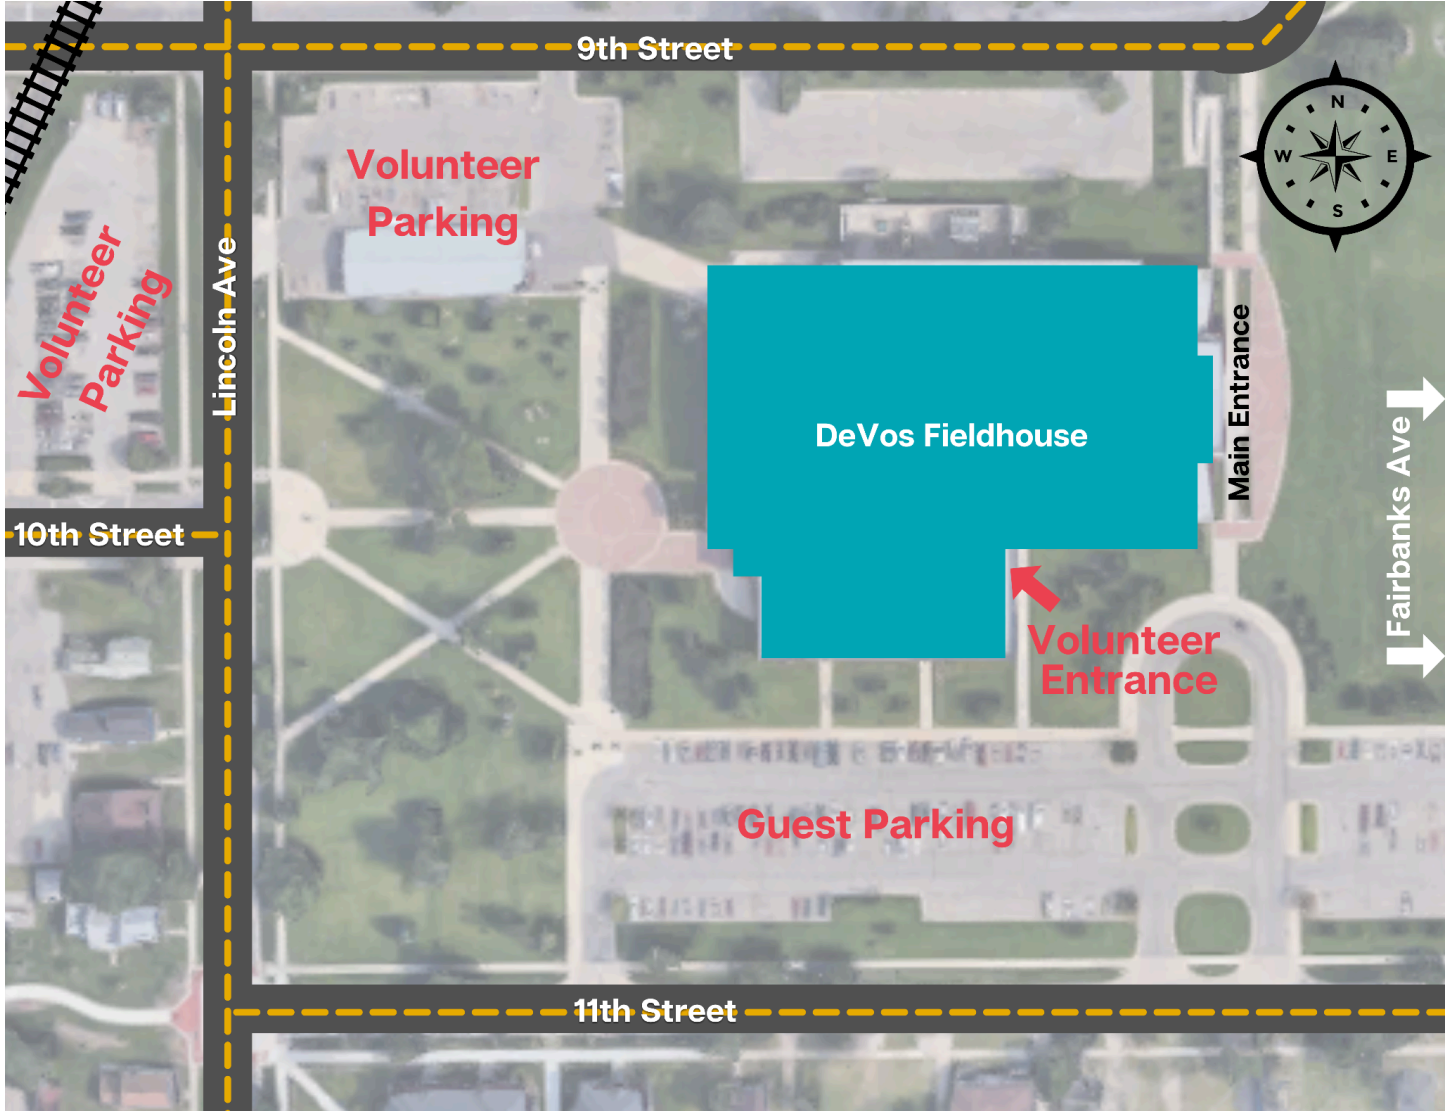 9th Street
N
W
E
S
Volunteer
Parking
Volunteer
Parking
Lincoln Ave
Main Entrance
DeVos Fieldhouse
Fairbanks Ave
10th Street
Volunteer
Entrance
Guest Parking
11th Street